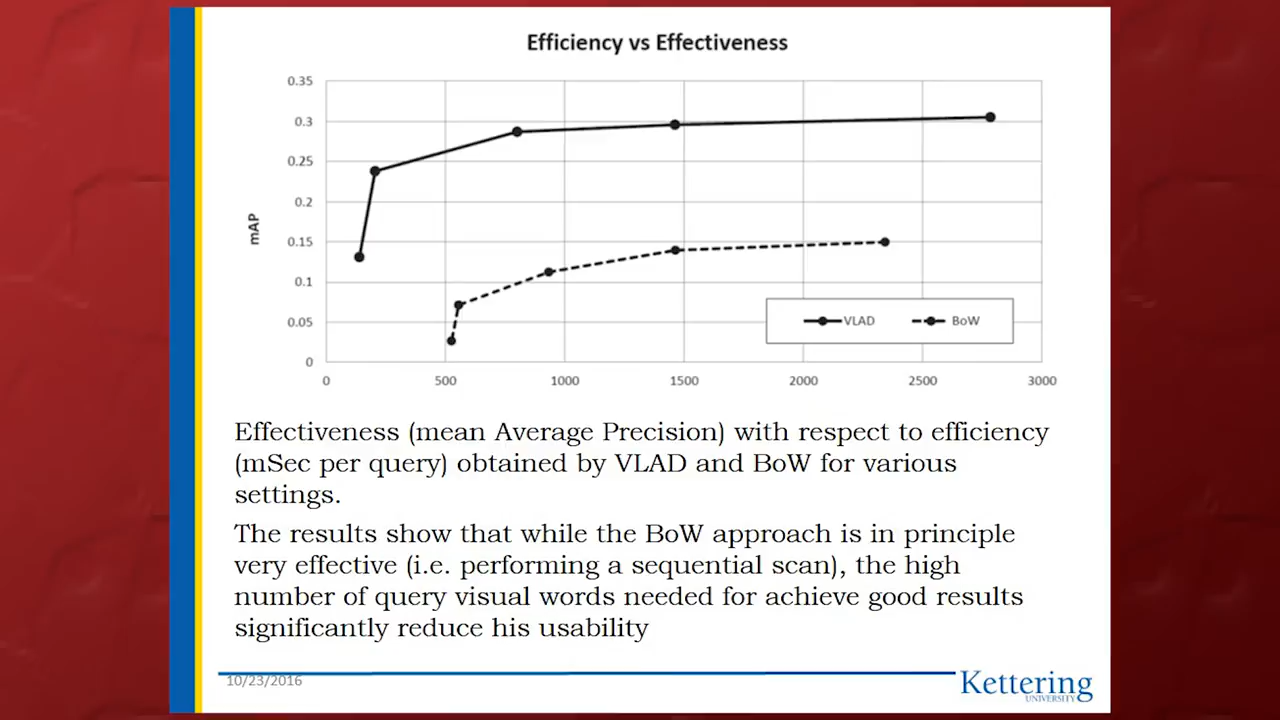 Efficiency vs Effectiveness
0.35
0.3
0.25
0.2
0.15
0.1
0.05
0
mAP
VLAD BoW
0 500 1000 1500 2000 2500 3000
Effectiveness (mean Average Precision) with respect to efficiency
(mSec per query) obtained by VLAD and BoW for various
settings.
The results show that while the BoW approach is in principle
very effective (i.e. performing a sequential scan), the high
number of query visual words needed for achieve good results
significantly reduce his usability
10/23/2016
Kettering
UNIVERSITY